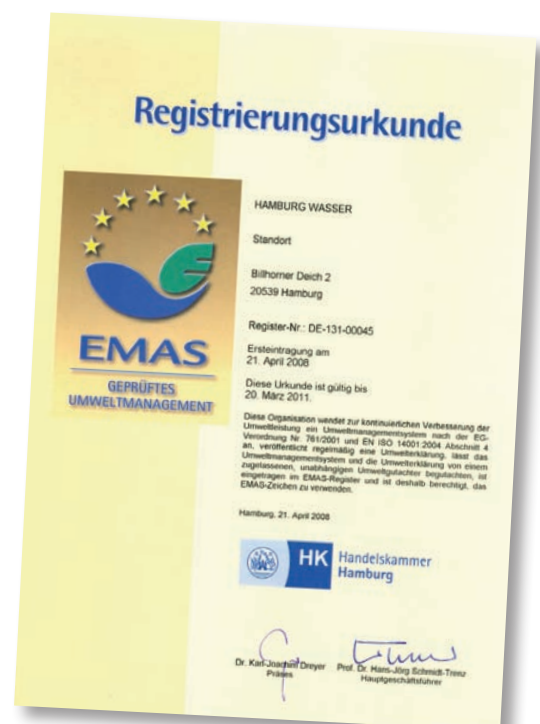 Registrierungsurkunde
EMAS
GEPRÜFTES
UMWELTMANAGEMENT
HAMBURG WASSER
Standort
Billhorner Deich 2
20539 Hamburg
Register-Nr.: DE-131-00045
Ersteintragung am
21. April 2008
Diese Urkunde ist gültig bis
20. März 2011.
Diese Organisation wendet zur kontinuierlichen Verbesserung der
Umweltleistung ein Umweltmanagementsystem nach der EG-
Verordnung Nr. 761/2001 und EN ISO 14001:2004 Abschnitt 4
an, veröffentlicht regelmäßig eine Umwelterklärung, lässt das
Umweltmanagementsystem und die Umwelterklärung von einem
zugelassenen, unabhängigen Umweltgutachter begutachten, ist
eingetragen im EMAS-Register und ist deshalb berechtigt, das
EMAS-Zeichen zu verwenden.
Hamburg, 21. April 2008
HK Handelskammer
Hamburg
Dr. Karl-Joachim Dreyer
Präses
Prof. Dr. Hans-Jörg Schmidt-Trenz
Hauptgeschäftsführer